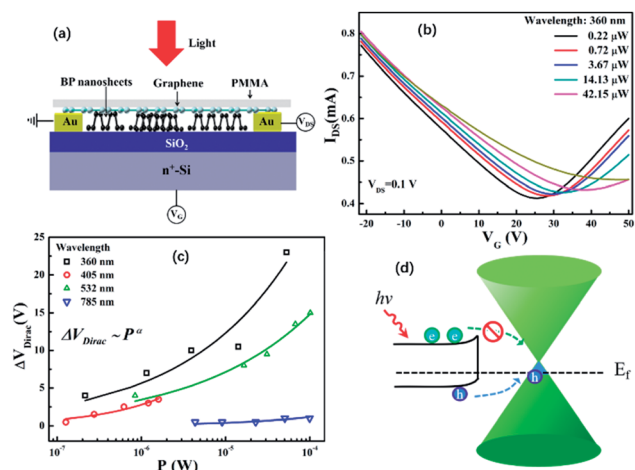 (a)
Light
BP nanosheets
Graphene
PMMA
Au
Au
V_DS
SiO₂
n⁺-Si
V_G
(b)
Wavelength: 360 nm
0.22 μW
0.72 μW
3.67 μW
14.13 μW
42.15 μW
V_DS=0.1 V
I_DS(mA)
0.8
0.7
0.6
0.5
0.4
-20 -10 0 10 20 30 40 50
V_G (V)
(c)
Wavelength
360 nm
405 nm
532 nm
785 nm
ΔV_Dirac ~ P^α
ΔV_Dirac(V)
25
20
15
10
5
0
10⁻⁷ 10⁻⁶ 10⁻⁵ 10⁻⁴
P (W)
(d)
hν
e e
h
h
E_f